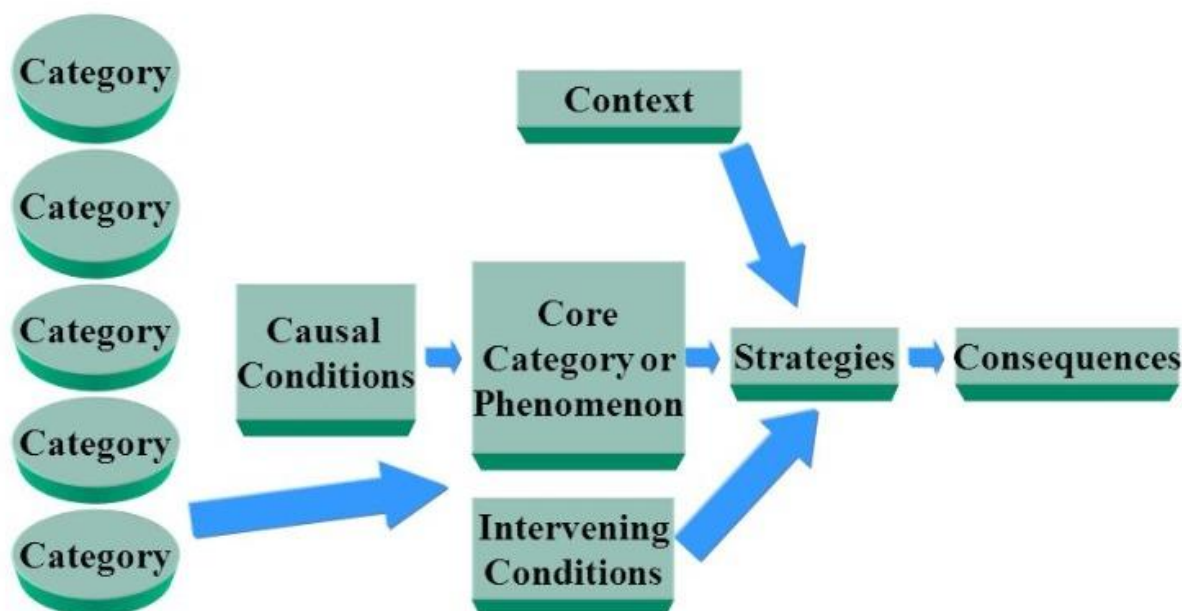 Category
Category
Category
Category
Category
Causal
Conditions
Core
Category or
Phenomenon
Intervening
Conditions
Context
Strategies
Consequences